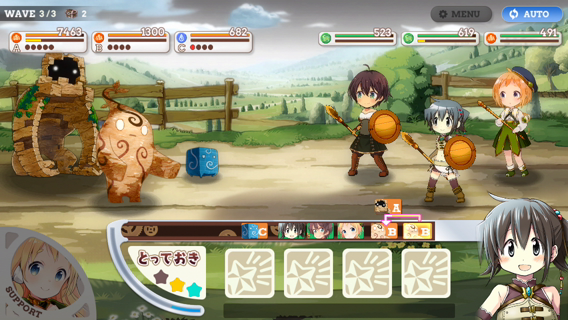 WAVE 3/3 2
MENU
AUTO
7463
A
1300
B
682
C
523
619
491
A
C
B
B
とっておき
SUPPORT